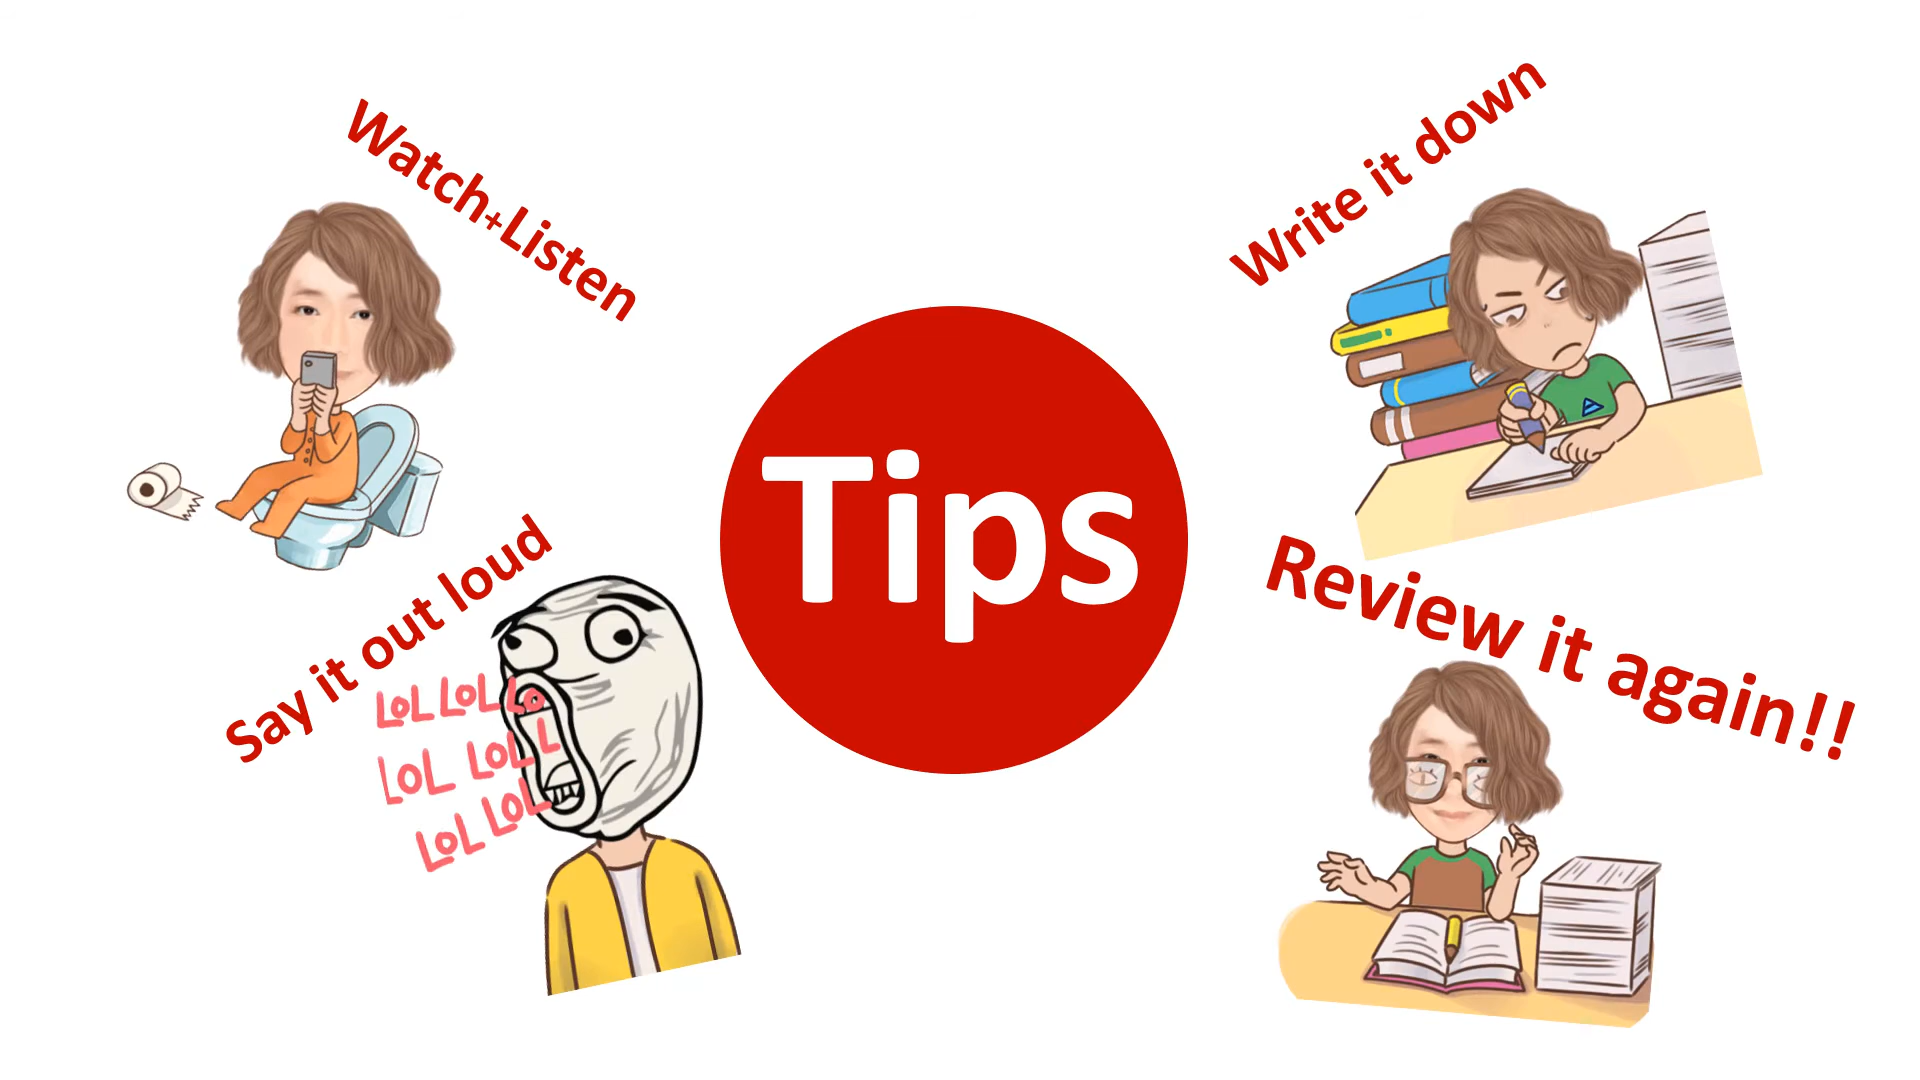 Watch+Listen
Write it down
Tips
Say it out loud
LOL LOL LO
LOL LOL L
LOL LOL
Review it again!!